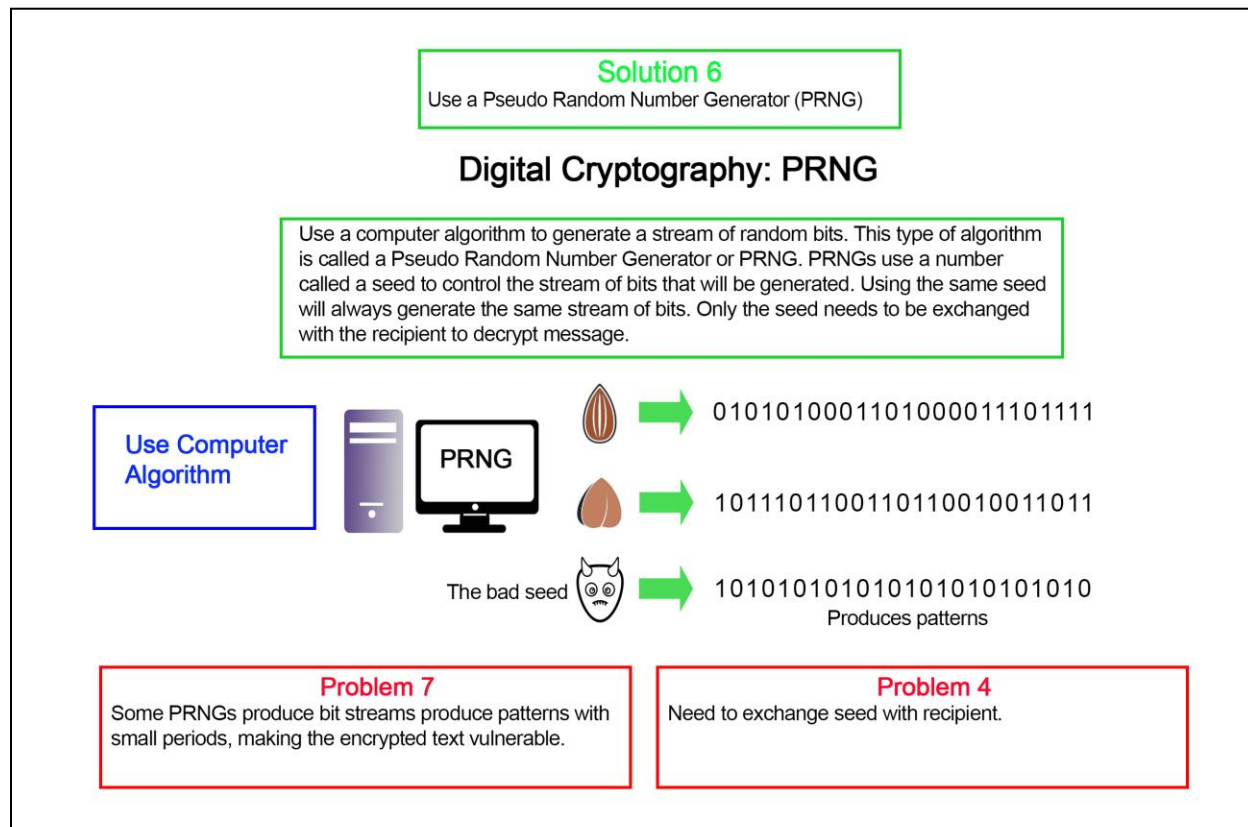 Solution 6
Use a Pseudo Random Number Generator (PRNG)
Digital Cryptography: PRNG
Use a computer algorithm to generate a stream of random bits. This type of algorithm
is called a Pseudo Random Number Generator or PRNG. PRNGs use a number
called a seed to control the stream of bits that will be generated. Using the same seed
will always generate the same stream of bits. Only the seed needs to be exchanged
with the recipient to decrypt message.
Use Computer
Algorithm
PRNG
0101010001101000011101111
1011101100110110010011011
The bad seed
1010101010101010101010101010
Produces patterns
Problem 7
Some PRNGs produce bit streams produce patterns with
small periods, making the encrypted text vulnerable.
Problem 4
Need to exchange seed with recipient.